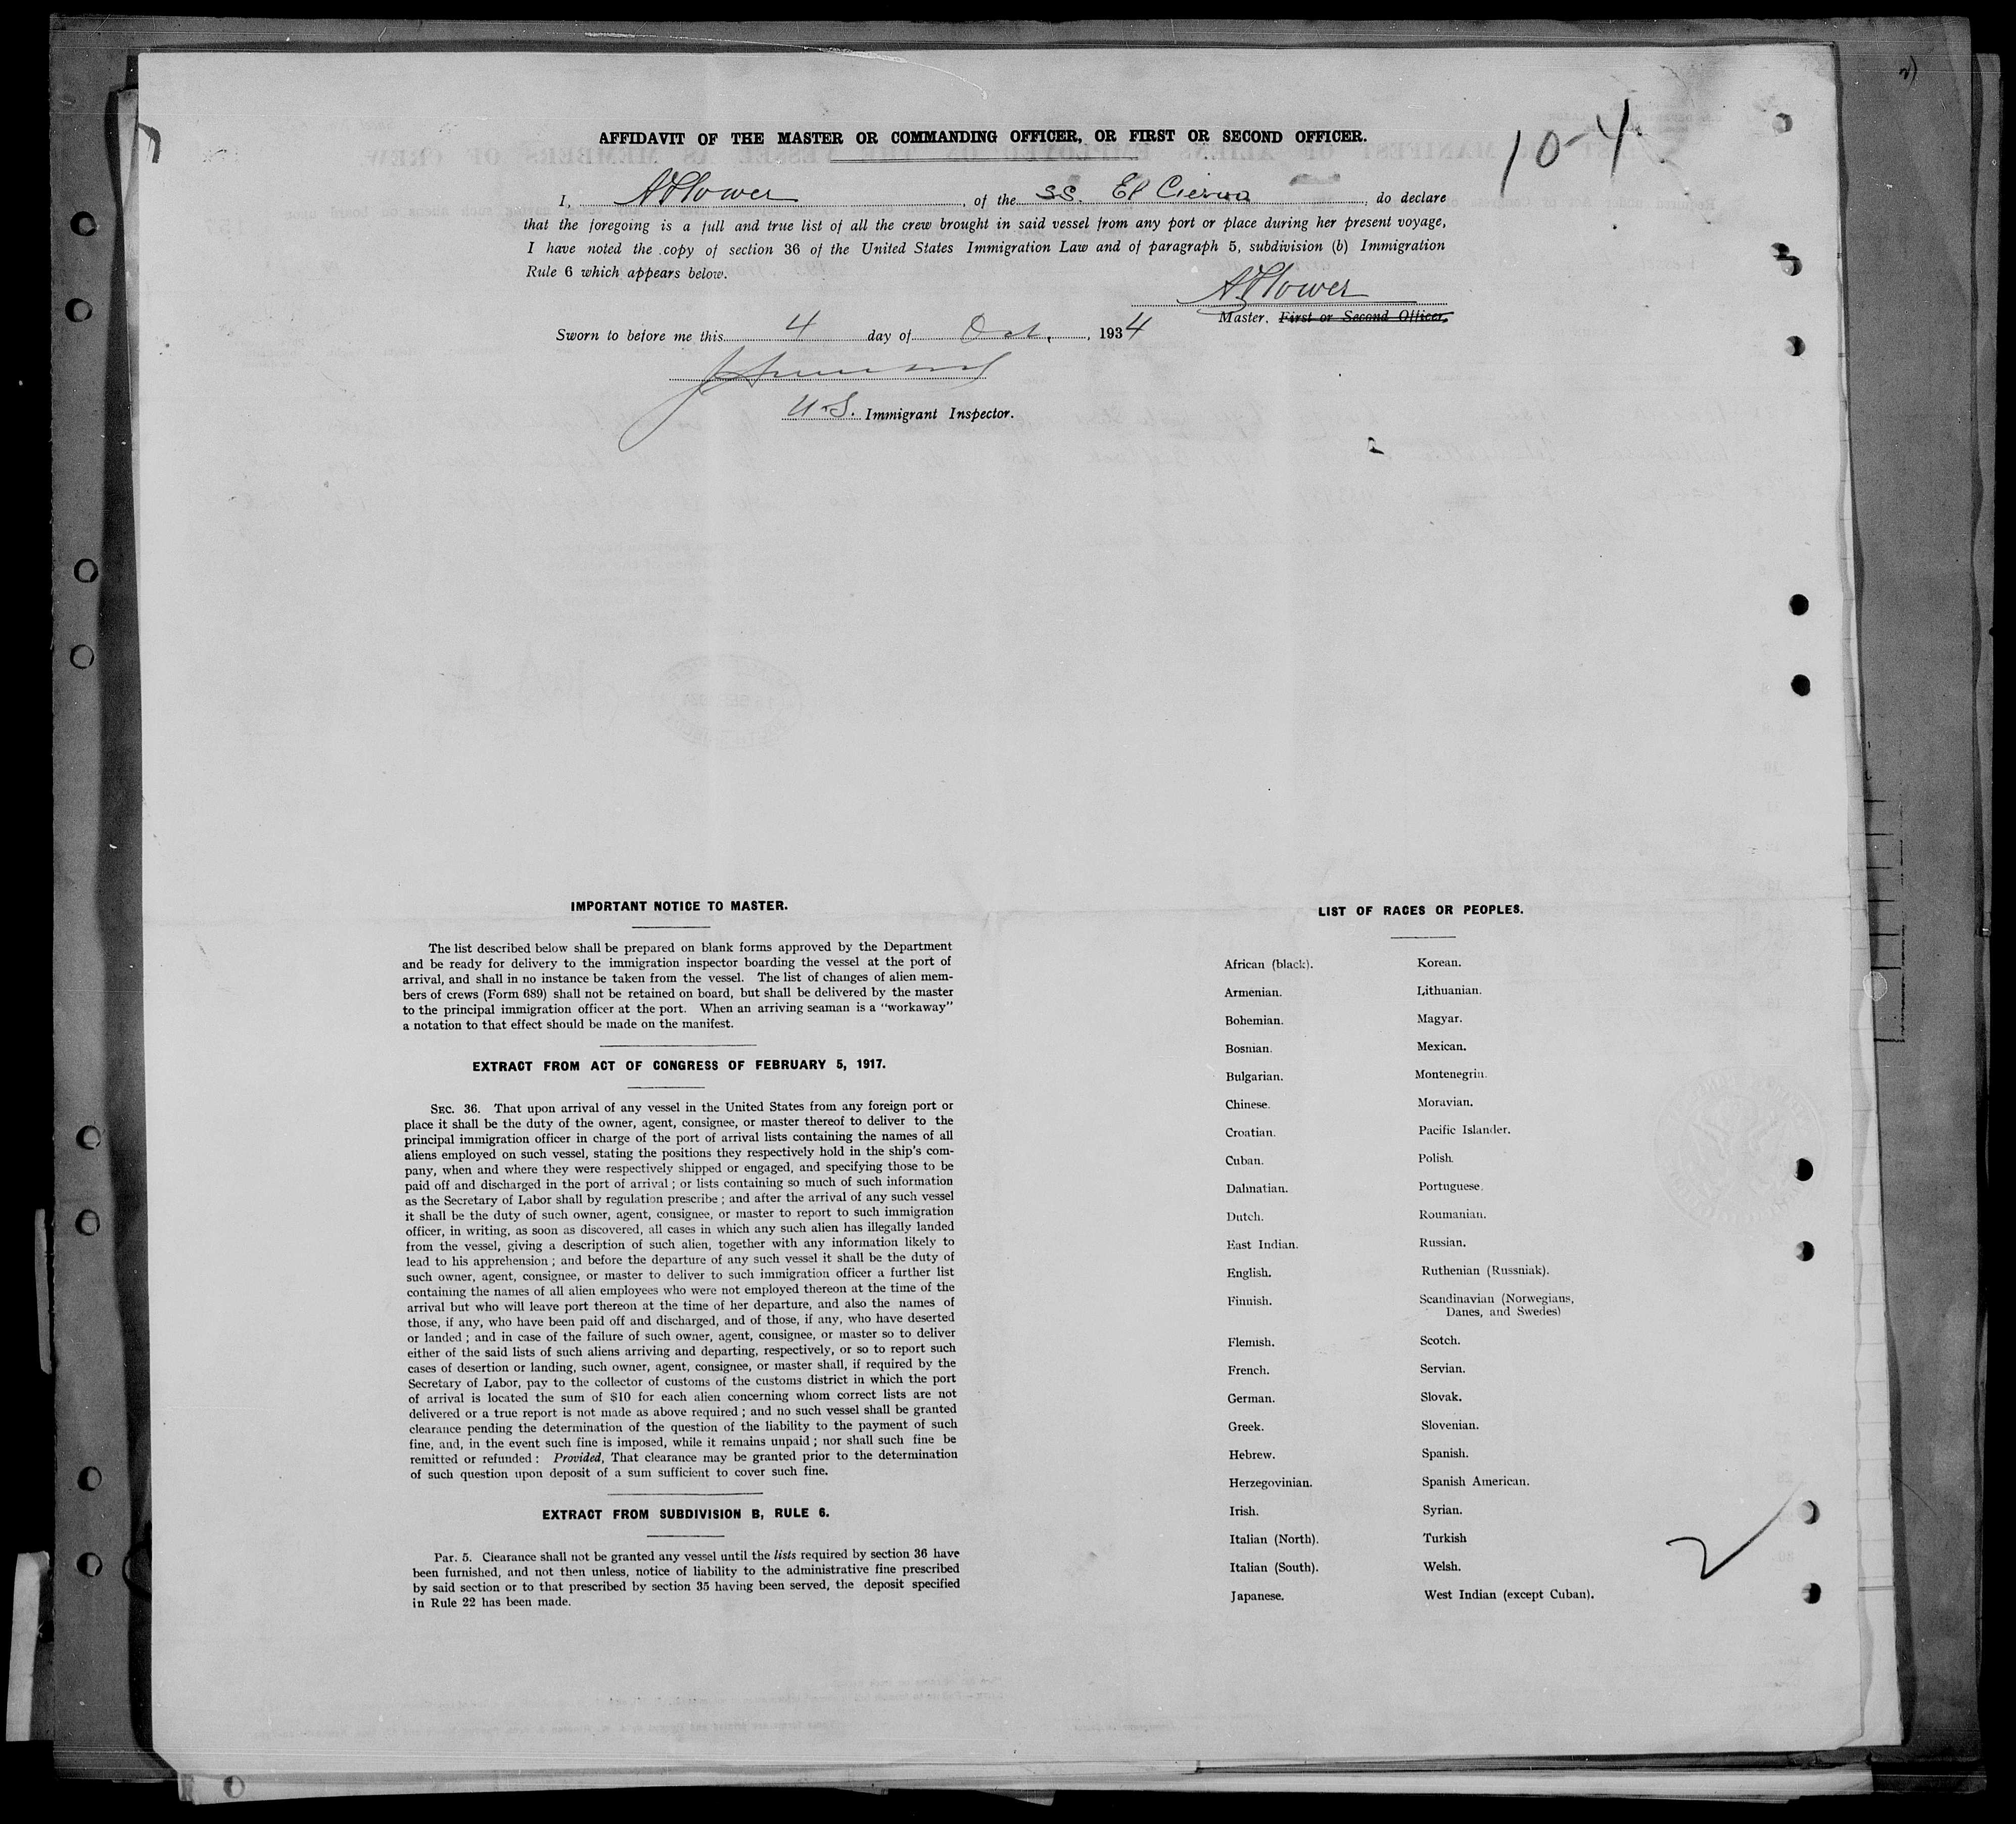 10-4
AFFIDAVIT OF THE MASTER OR COMMANDING OFFICER, OR FIRST OR SECOND OFFICER.
I, of the SS. El Ciervo, do declare
that the foregoing is a full and true list of all the crew brought in said vessel from any port or place during her present voyage,
I have noted the copy of section 36 of the United States Immigration Law and of paragraph 5, subdivision (b) Immigration
Rule 6 which appears below.
Master, First or Second Officer.
Sworn to before me this 4 day of Oct., 1934
U.S. Immigrant Inspector.
IMPORTANT NOTICE TO MASTER.
The list described below shall be prepared on blank forms approved by the Department
and be ready for delivery to the immigration inspector boarding the vessel at the port of
arrival, and shall in no instance be taken from the vessel. The list of changes of alien mem-
bers of crews (Form 689) shall not be retained on board, but shall be delivered by the master
to the principal immigration officer at the port. When an arriving seaman is a "workaway"
a notation to that effect should be made on the manifest.
EXTRACT FROM ACT OF CONGRESS OF FEBRUARY 5, 1917.
SEC. 36. That upon arrival of any vessel in the United States from any foreign port or
place it shall be the duty of the owner, agent, consignee, or master thereof to deliver to the
principal immigration officer in charge of the port of arrival lists containing the names of all
aliens employed on such vessel, stating the positions they respectively hold in the ship's com-
pany, when and where they were respectively shipped or engaged, and specifying those to be
paid off and discharged in the port of arrival; or lists containing so much of such information
as the Secretary of Labor shall by regulation prescribe; and after the arrival of any such vessel
it shall be the duty of such owner, agent, consignee, or master to report to such immigration
officer, in writing, as soon as discovered, all cases in which any such alien has illegally landed
from the vessel, giving a description of such alien, together with any information likely to
lead to his apprehension; and before the departure of any such vessel it shall be the duty of
such owner, agent, consignee, or master to deliver to such immigration officer a further list
containing the names of all alien employees who were not employed thereon at the time of the
arrival but who will leave port thereon at the time of her departure, and also the names of
those, if any, who have been paid off and discharged, and of those, if any, who have deserted
or landed; and in case of the failure of such owner, agent, consignee, or master so to deliver
either of the said lists of such aliens arriving and departing, respectively, or so to report such
cases of desertion or landing, such owner, agent, consignee, or master shall, if required by the
Secretary of Labor, pay to the collector of customs of the customs district in which the port
of arrival is located the sum of $10 for each alien concerning whom correct lists are not
delivered or a true report is not made as above required; and no such vessel shall be granted
clearance pending the determination of the question of the liability to the payment of such
fine, and, in the event such fine is imposed, while it remains unpaid; nor shall such fine be
remitted or refunded: Provided, That clearance may be granted prior to the determination
of such question upon deposit of a sum sufficient to cover such fine.
EXTRACT FROM SUBDIVISION B, RULE 6.
Par. 5. Clearance shall not be granted any vessel until the lists required by section 36 have
been furnished, and not then unless, notice of liability to the administrative fine prescribed
by said section or to that prescribed by section 35 having been served, the deposit specified
in Rule 22 has been made.
LIST OF RACES OR PEOPLES.
African (black). Korean.
Armenian. Lithuanian.
Bohemian. Magyar.
Bosnian. Mexican.
Bulgarian. Montenegrin.
Chinese. Moravian.
Croatian. Pacific Islander.
Cuban. Polish.
Dalmatian. Portuguese.
Dutch. Roumanian.
East Indian. Russian.
English. Ruthenian (Russniak).
Finnish. Scandinavian (Norwegians,
Danes, and Swedes)
Flemish. Scotch.
French. Servian.
German. Slovak.
Greek. Slovenian.
Hebrew. Spanish.
Herzegovinian. Spanish American.
Irish. Syrian.
Italian (North). Turkish
Italian (South). Welsh.
Japanese. West Indian (except Cuban).